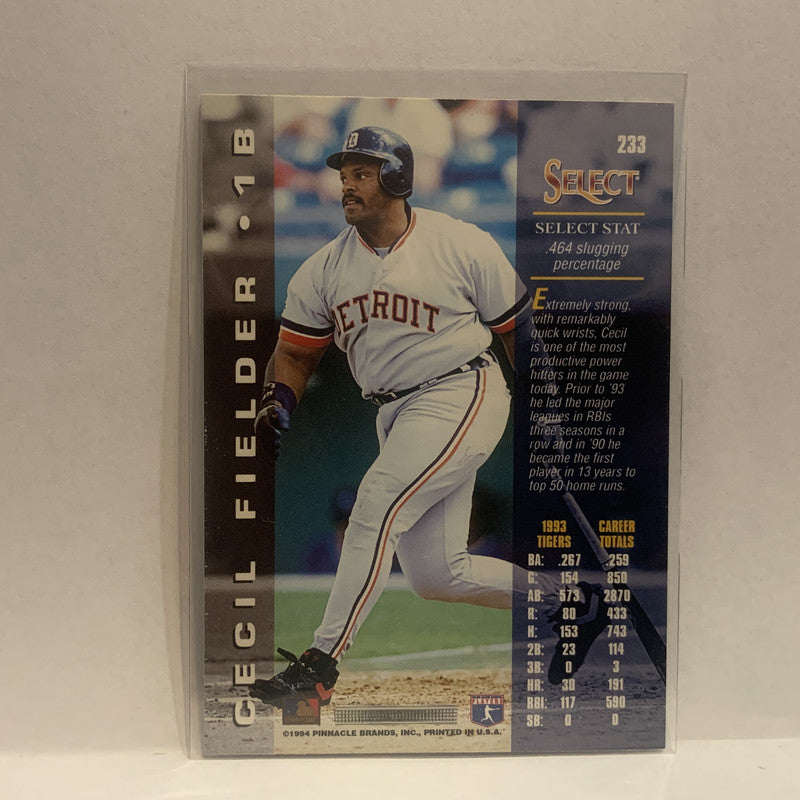 CECIL FIELDER • 1B
D
DETROIT
233
SELECT
SELECT STAT
.464 slugging
percentage
Extremely strong,
with remarkably
quick wrists, Cecil
is one of the most
productive power
hitters in the game
today. Prior to '93
he led the major
leagues in RBIs
three seasons in a
row and in '90 he
became the first
player in 13 years to
top 50 home runs.
1993 CAREER
TIGERS TOTALS
BA: .267 .259
G: 154 850
AB: 573 2870
R: 80 433
H: 153 743
2B: 23 114
3B: 0 3
HR: 30 191
RBI: 117 590
SB: 0 0
PLAYERS
©1994 PINNACLE BRANDS, INC., PRINTED IN U.S.A.